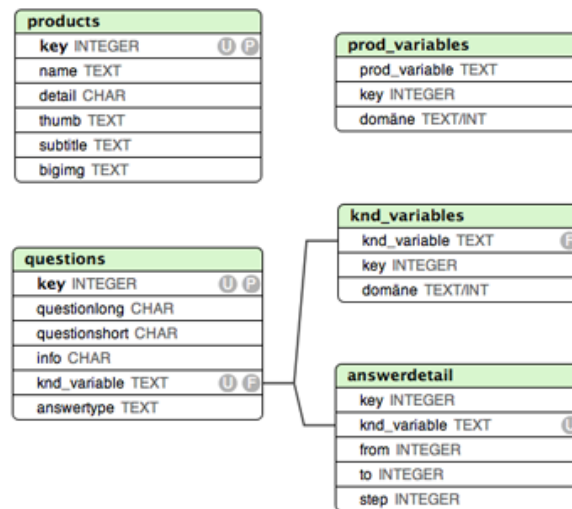 products
key INTEGER U P
name TEXT
detail CHAR
thumb TEXT
subtitle TEXT
bigimg TEXT
prod_variables
prod_variable TEXT
key INTEGER
domäne TEXT/INT
questions
key INTEGER U P
questionlong CHAR
questionshort CHAR
info CHAR
knd_variable TEXT U F
answertype TEXT
knd_variables
knd_variable TEXT F
key INTEGER
domäne TEXT/INT
answerdetail
key INTEGER
knd_variable TEXT U
from INTEGER
to INTEGER
step INTEGER